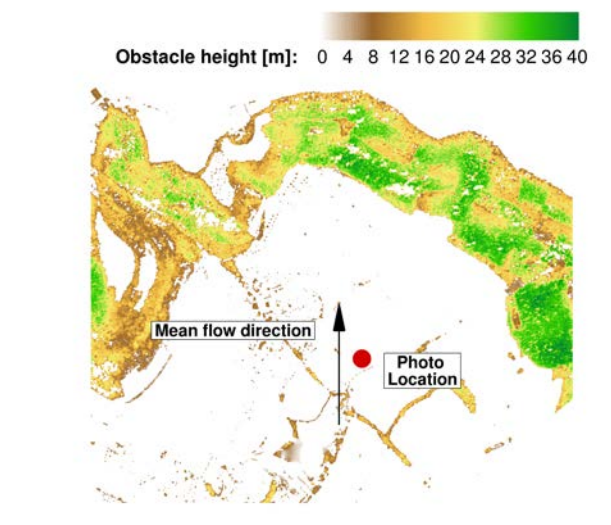 Obstacle height [m]: 0 4 8 12 16 20 24 28 32 36 40
Mean flow direction
Photo
Location